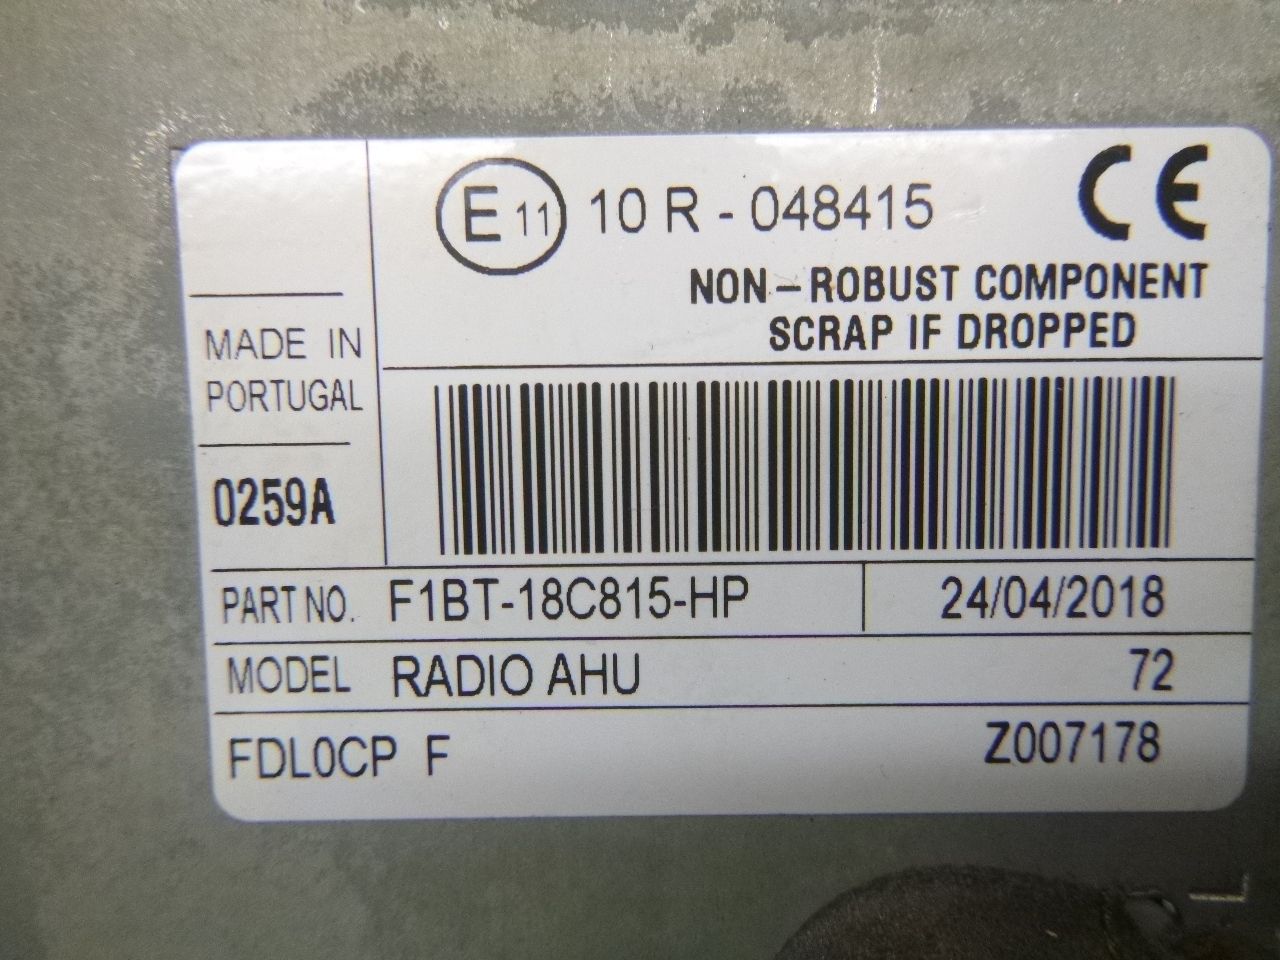 E 11 10 R - 048415 CE
NON-ROBUST COMPONENT
SCRAP IF DROPPED
MADE IN
PORTUGAL
0259A
PART NO. F1BT-18C815-HP 24/04/2018
MODEL RADIO AHU 72
FDL0CP F Z007178